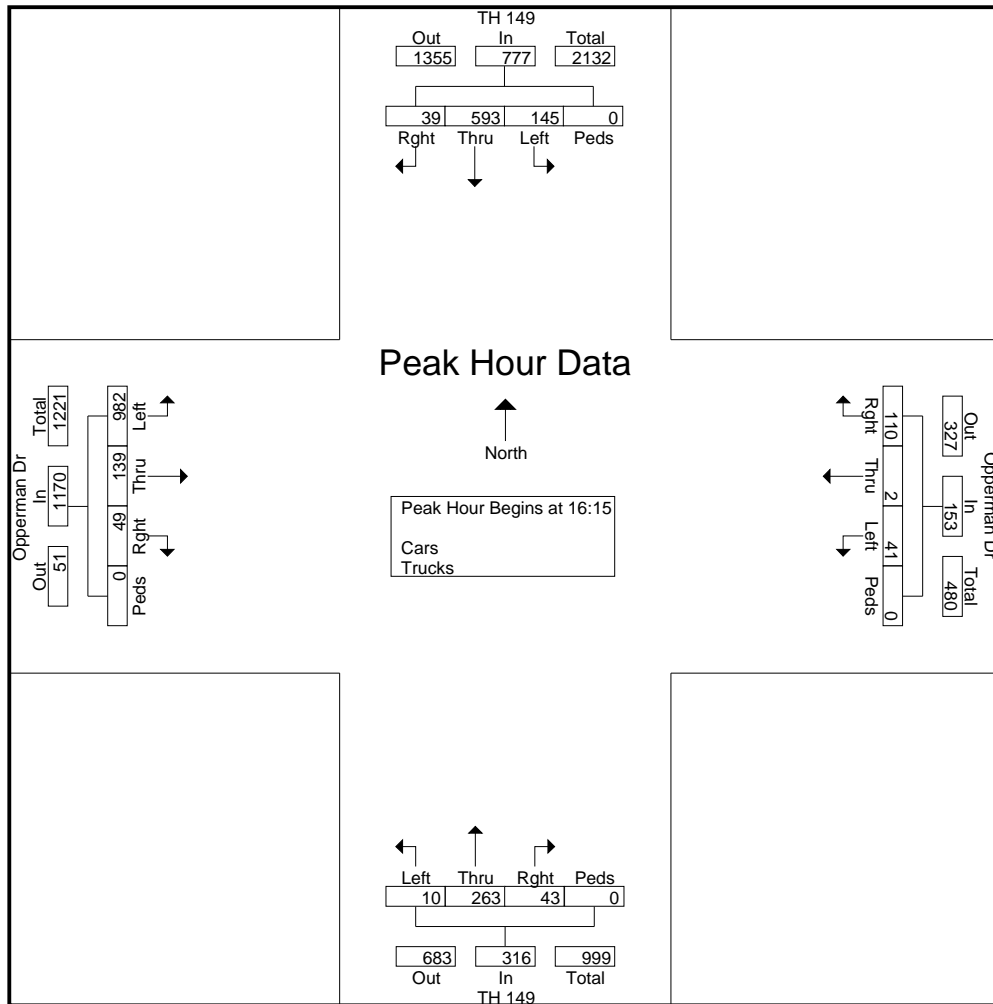 TH 149
Out In Total
1355 777 2132
39 593 145 0
Rght Thru Left Peds
Peak Hour Data
North
Peak Hour Begins at 16:15
Cars
Trucks
Opperman Dr
Out In Total
51 1170 1221
Peds Rght Thru Left
0 49 139 982
Opperman Dr
Out In Total
327 153 480
Rght Thru Left Peds
110 2 41 0
Left Thru Rght Peds
10 263 43 0
683 316 999
Out In Total
TH 149